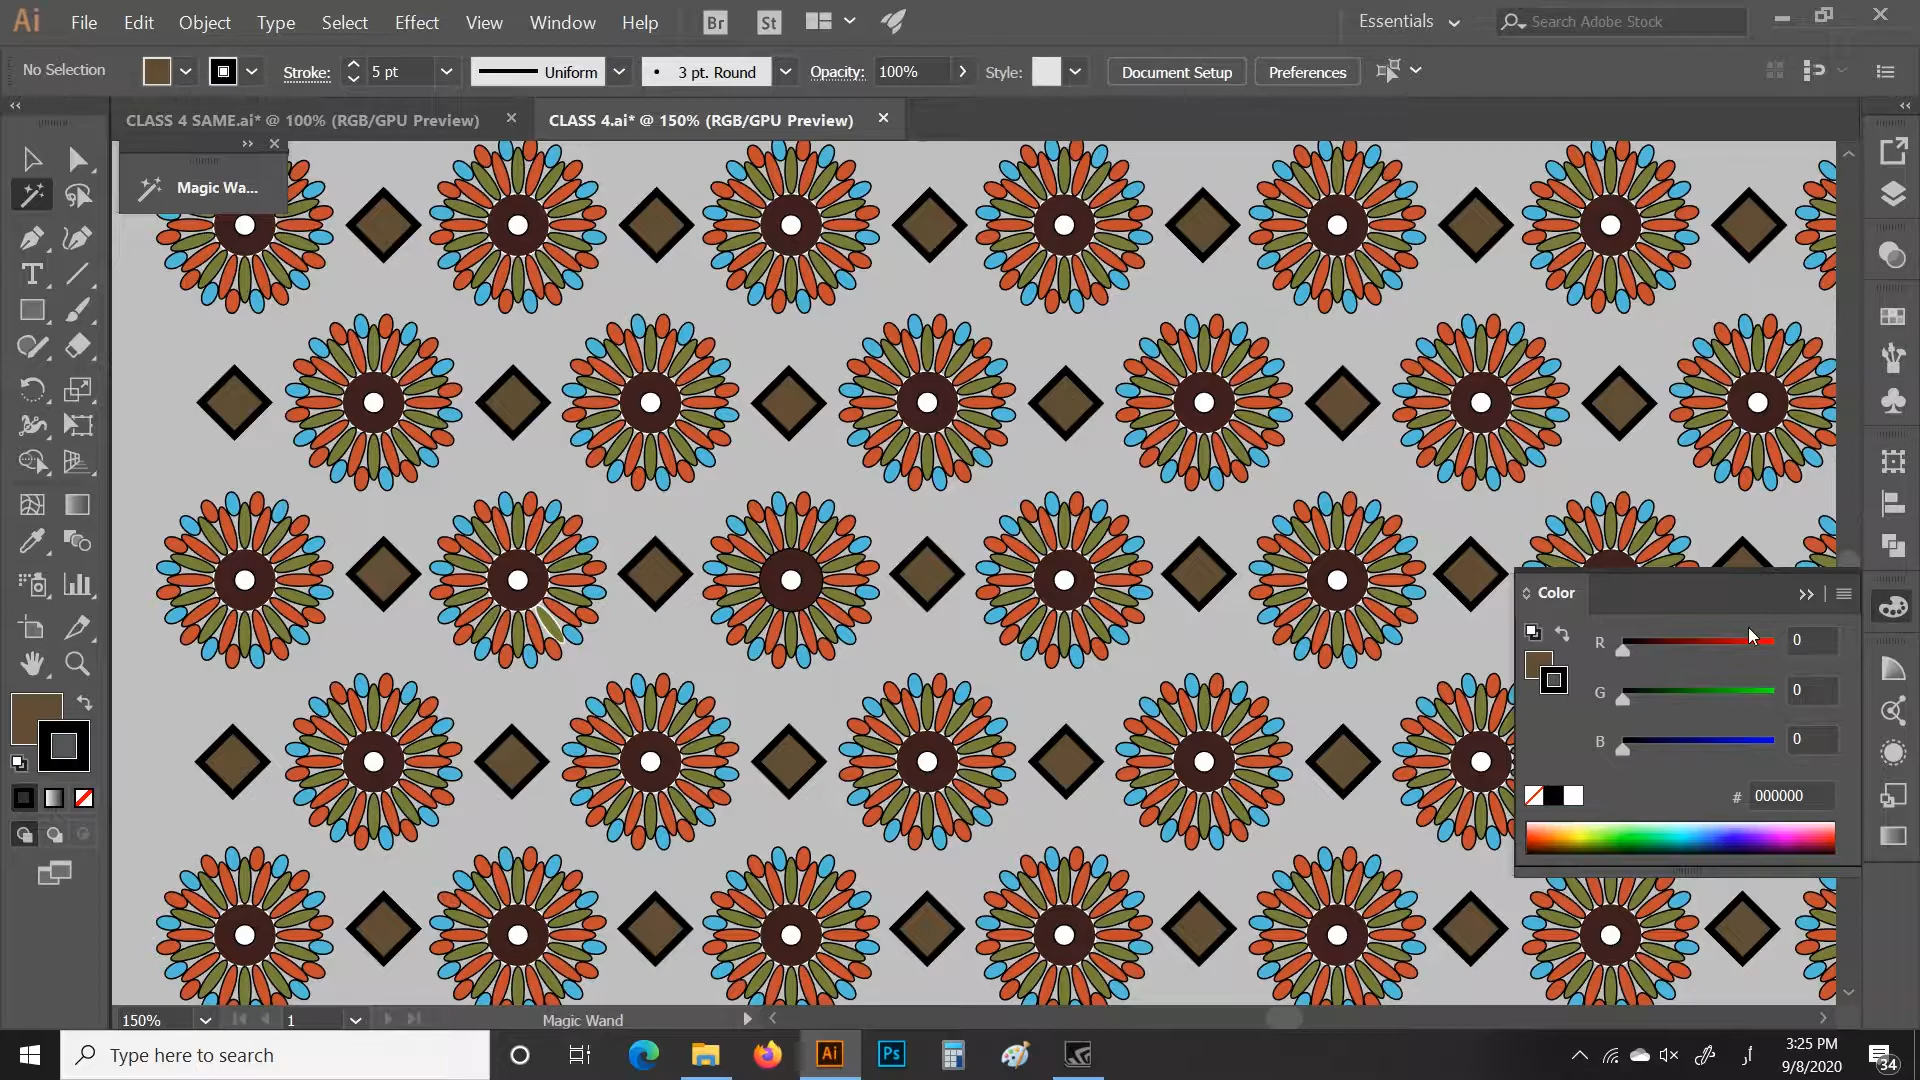 Ai File Edit Object Type Select Effect View Window Help Br St Essentials Search Adobe Stock
No Selection Stroke: 5 pt Uniform 3 pt. Round Opacity: 100% Style: Document Setup Preferences
CLASS 4 SAME.ai* @ 100% (RGB/GPU Preview) CLASS 4.ai* @ 150% (RGB/GPU Preview)
Magic Wa...
Color
R 0
G 0
B 0
# 000000
150% 1 Magic Wand
Type here to search Ai Ps 3:25 PM
9/8/2020 34